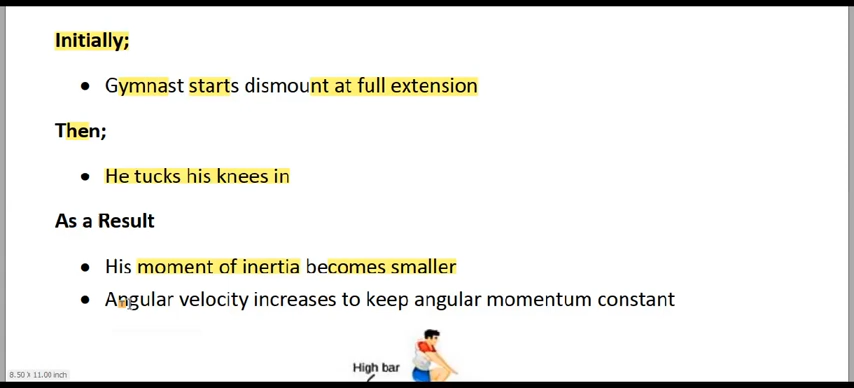 Initially;
• Gymnast starts dismount at full extension
Then;
• He tucks his knees in
As a Result
• His moment of inertia becomes smaller
• Angular velocity increases to keep angular momentum constant
High bar
8.50 X 11.00 inch